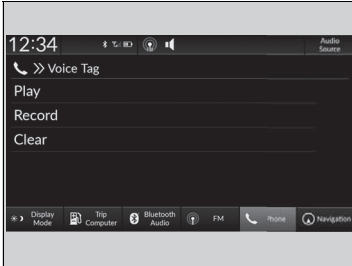 12:34
Audio
Source
Voice Tag
Play
Record
Clear
Display
Mode
Trip
Computer
Bluetooth
Audio
FM
Phone
Navigation